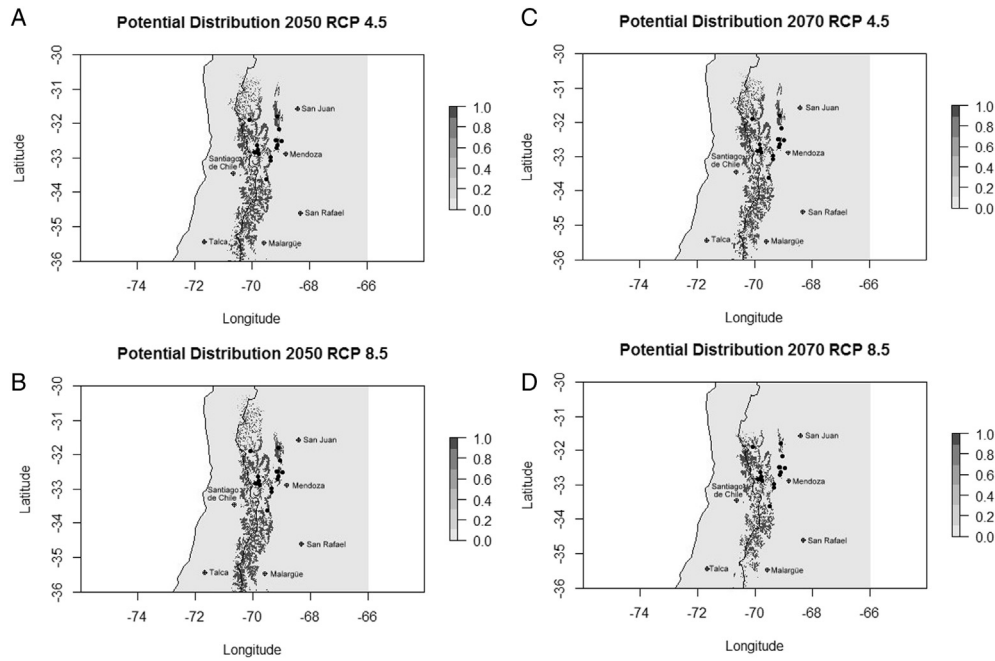 A
Potential Distribution 2050 RCP 4.5
Latitude
-30
-31
-32
-33
-34
-35
-36
San Juan
Santiago
de Chile
Mendoza
San Rafael
Talca
Malargüe
-74 -72 -70 -68 -66
Longitude
1.0
0.8
0.6
0.4
0.2
0.0
C
Potential Distribution 2070 RCP 4.5
Latitude
-30
-31
-32
-33
-34
-35
-36
San Juan
Santiago
de Chile
Mendoza
San Rafael
Talca
Malargüe
-74 -72 -70 -68 -66
Longitude
1.0
0.8
0.6
0.4
0.2
0.0
B
Potential Distribution 2050 RCP 8.5
Latitude
-30
-31
-32
-33
-34
-35
-36
San Juan
Santiago
de Chile
Mendoza
San Rafael
Talca
Malargüe
-74 -72 -70 -68 -66
Longitude
1.0
0.8
0.6
0.4
0.2
0.0
D
Potential Distribution 2070 RCP 8.5
Latitude
-30
-31
-32
-33
-34
-35
-36
San Juan
Santiago
de Chile
Mendoza
San Rafael
Talca
Malargüe
-74 -72 -70 -68 -66
Longitude
1.0
0.8
0.6
0.4
0.2
0.0